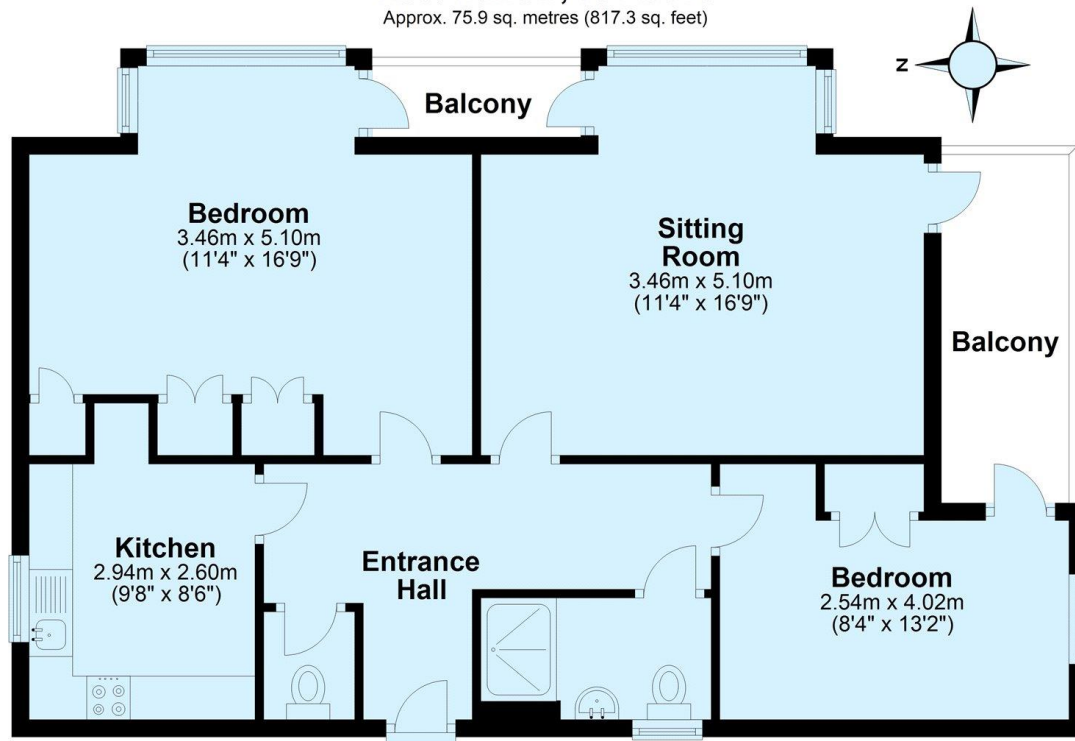 Approx. 75.9 sq. metres (817.3 sq. feet)
N
Balcony
Bedroom
3.46m x 5.10m
(11'4" x 16'9")
Sitting
Room
3.46m x 5.10m
(11'4" x 16'9")
Balcony
Kitchen
2.94m x 2.60m
(9'8" x 8'6")
Entrance
Hall
Bedroom
2.54m x 4.02m
(8'4" x 13'2")